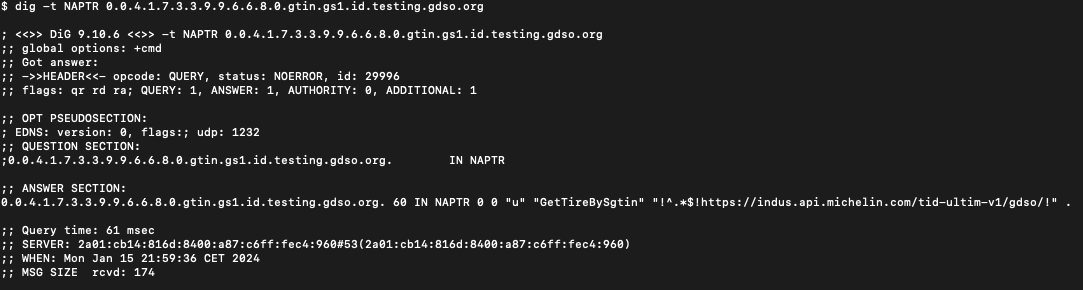 $ dig -t NAPTR 0.0.4.1.7.3.3.9.9.6.6.8.0.gtin.gs1.id.testing.gdso.org
; <<>> DiG 9.10.6 <<>> -t NAPTR 0.0.4.1.7.3.3.9.9.6.6.8.0.gtin.gs1.id.testing.gdso.org
;; global options: +cmd
;; Got answer:
;; ->>HEADER<<- opcode: QUERY, status: NOERROR, id: 29996
;; flags: qr rd ra; QUERY: 1, ANSWER: 1, AUTHORITY: 0, ADDITIONAL: 1
;; OPT PSEUDOSECTION:
; EDNS: version: 0, flags:; udp: 1232
;; QUESTION SECTION:
;0.0.4.1.7.3.3.9.9.6.6.8.0.gtin.gs1.id.testing.gdso.org. IN NAPTR
;; ANSWER SECTION:
0.0.4.1.7.3.3.9.9.6.6.8.0.gtin.gs1.id.testing.gdso.org. 60 IN NAPTR 0 0 "u" "GetTireBySgtin" "!^.*$!https://indus.api.michelin.com/tid-ultim-v1/gdso/!" .
;; Query time: 61 msec
;; SERVER: 2a01:cb14:816d:8400:a87:c6ff:fec4:960#53(2a01:cb14:816d:8400:a87:c6ff:fec4:960)
;; WHEN: Mon Jan 15 21:59:36 CET 2024
;; MSG SIZE  rcvd: 174